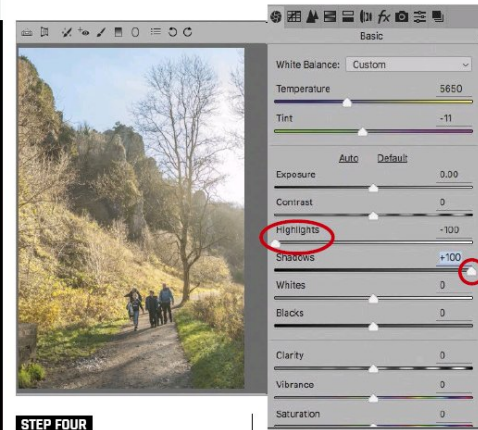 fx
Basic
White Balance: Custom
Temperature 5650
Tint -11
Auto Default
Exposure 0.00
Contrast 0
Highlights -100
Shadows +100
Whites 0
Blacks 0
Clarity 0
Vibrance 0
Saturation 0
STEP FOUR